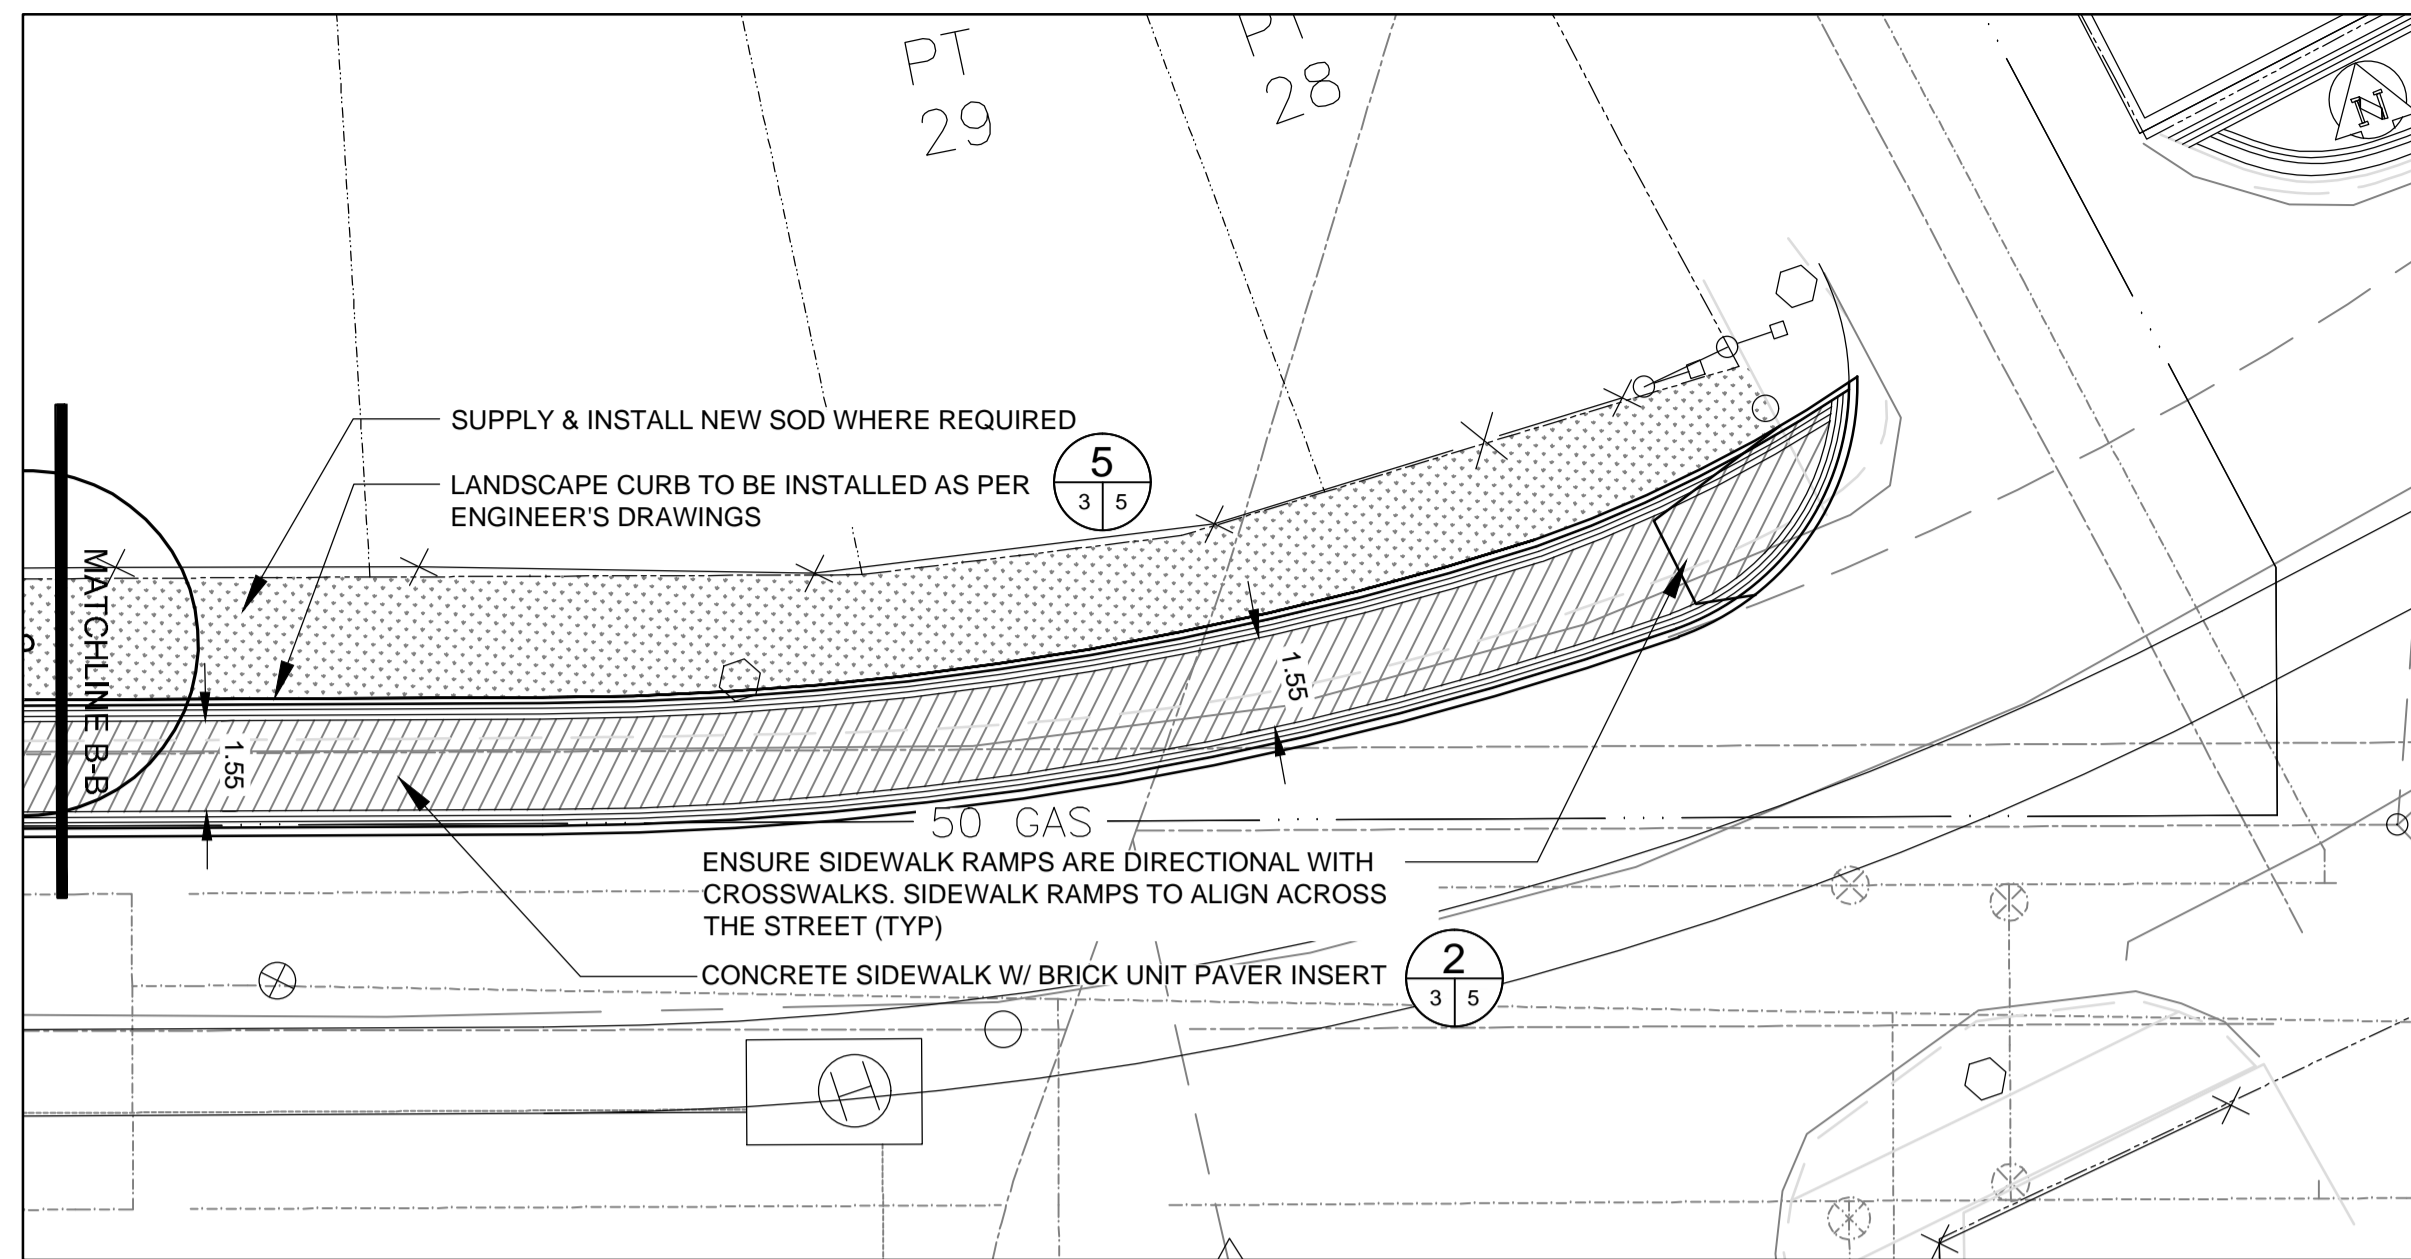 PT
29
28
N
SUPPLY & INSTALL NEW SOD WHERE REQUIRED
LANDSCAPE CURB TO BE INSTALLED AS PER
ENGINEER'S DRAWINGS
5
3 5
MATCHLINE B-B
1.55
1.55
50 GAS
ENSURE SIDEWALK RAMPS ARE DIRECTIONAL WITH
CROSSWALKS. SIDEWALK RAMPS TO ALIGN ACROSS
THE STREET (TYP)
CONCRETE SIDEWALK W/ BRICK UNIT PAVER INSERT
2
3 5
H